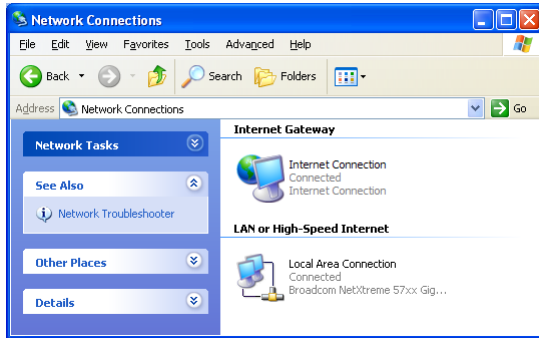 Network Connections
File Edit View Favorites Tools Advanced Help
Back Search Folders
Address Network Connections Go
Network Tasks
See Also
Network Troubleshooter
Other Places
Details
Internet Gateway
Internet Connection
Connected
Internet Connection
LAN or High-Speed Internet
Local Area Connection
Connected
Broadcom NetXtreme 57xx Gig...